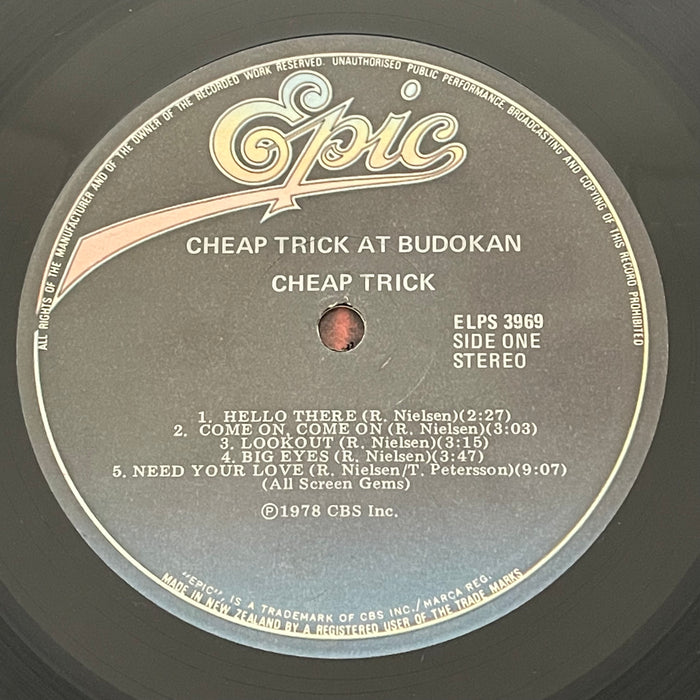 ALL RIGHTS OF THE MANUFACTURER AND OF THE OWNER OF THE RECORDED WORK RESERVED. UNAUTHORISED PUBLIC PERFORMANCE, BROADCASTING AND COPYING OF THIS RECORD PROHIBITED
Epic
CHEAP TRiCK AT BUDOKAN
CHEAP TRICK
ELPS 3969
SIDE ONE
STEREO
1. HELLO THERE (R. Nielsen)(2:27)
2. COME ON, COME ON (R. Nielsen)(3:03)
3. LOOKOUT (R. Nielsen)(3:15)
4. BIG EYES (R. Nielsen)(3:47)
5. NEED YOUR LOVE (R. Nielsen/T. Petersson)(9:07)
(All Screen Gems)
Ⓟ1978 CBS Inc.
"EPIC", IS A TRADEMARK OF CBS INC./MARCA REG.
MADE IN NEW ZEALAND BY A REGISTERED USER OF THE TRADE MARKS